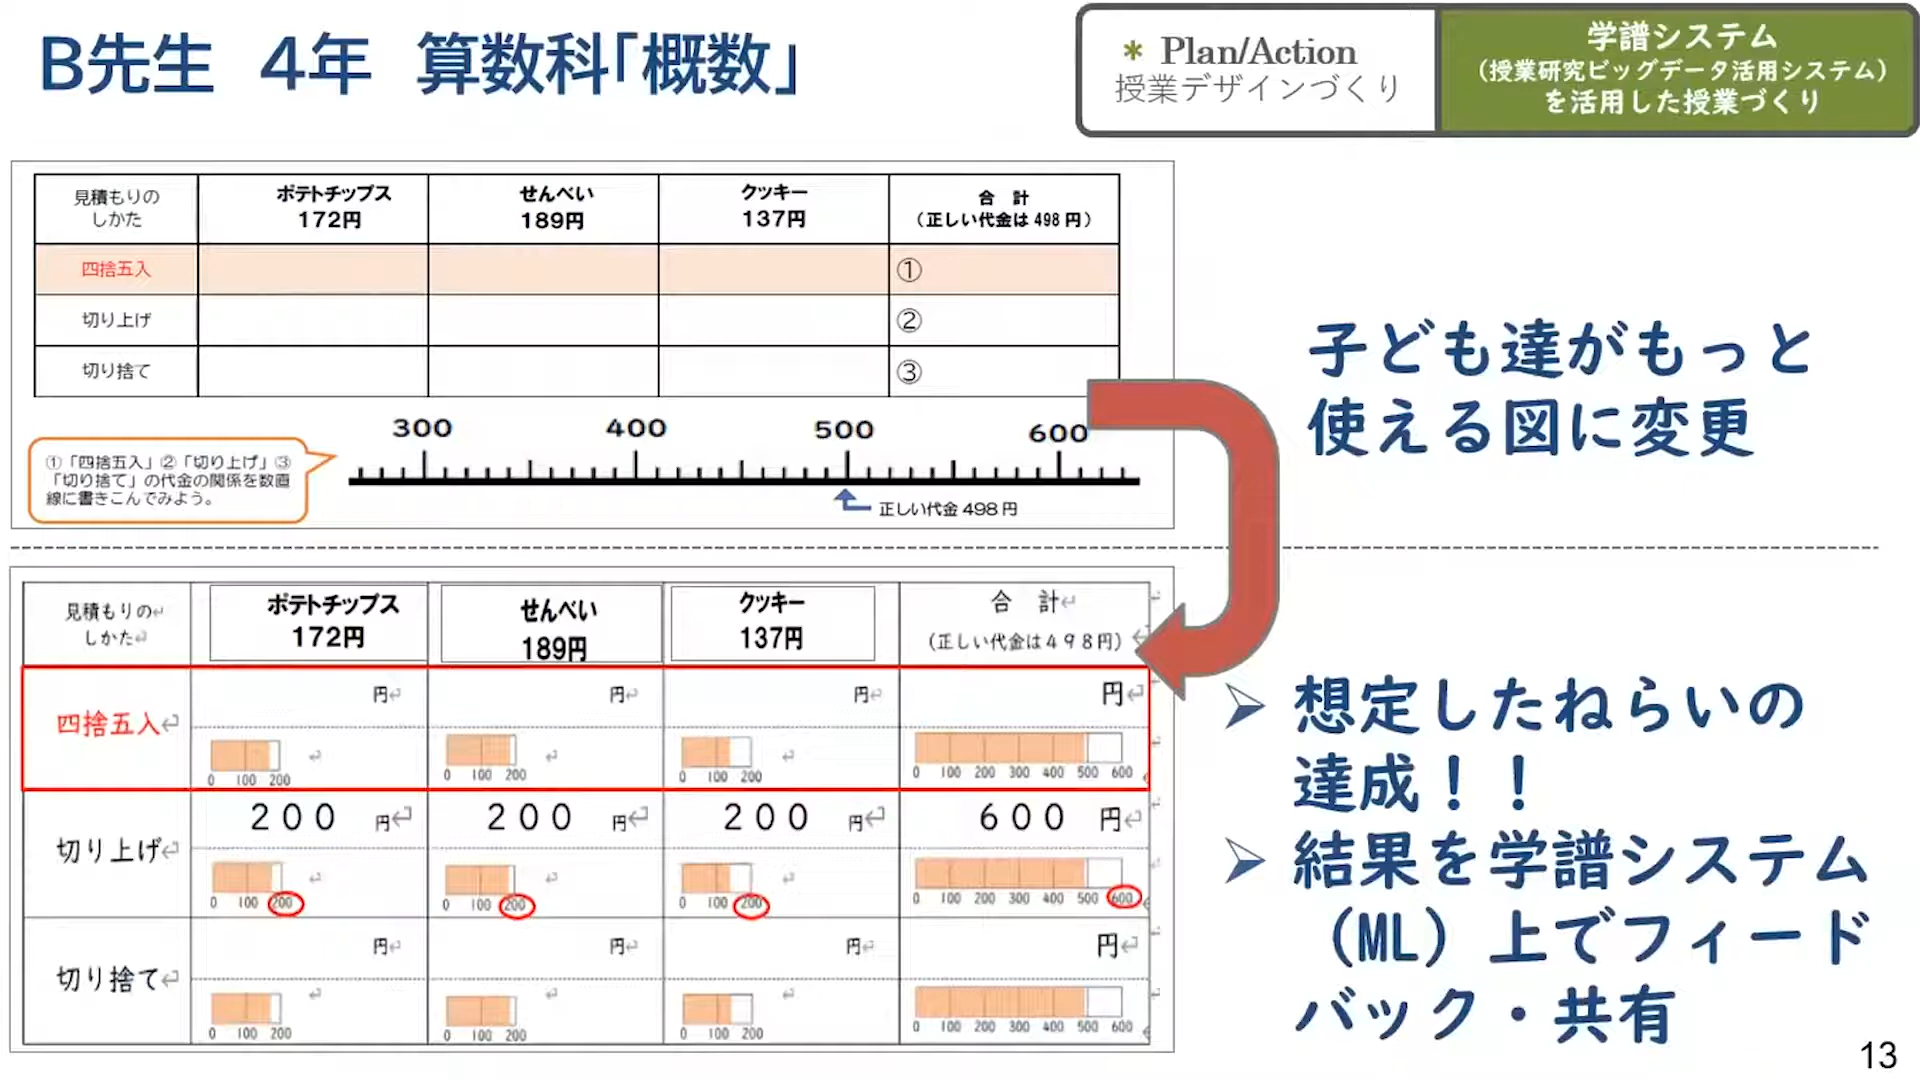 B先生 4年 算数科「概数」
* Plan/Action
授業デザインづくり
学譜システム
（授業研究ビッグデータ活用システム）
を活用した授業づくり
見積もりの
しかた
ポテトチップス
172円
せんべい
189円
クッキー
137円
合 計
（正しい代金は 498 円）
四捨五入
①
切り上げ
②
切り捨て
③
300 400 500 600
①「四捨五入」②「切り上げ」③
「切り捨て」の代金の関係を数直
線に書きこんでみよう。
正しい代金 498 円
子ども達がもっと
使える図に変更
見積もりの↵
しかた↵
ポテトチップス
172円
せんべい
189円
クッキー
137円
合 計↵
（正しい代金は４９８円）↵
四捨五入↵
円↵ 円↵ 円↵ 円↵
0 100 200 ↵ 0 100 200 ↵ 0 100 200 ↵ 0 100 200 300 400 500 600
切り上げ↵
２００ 円↵ ２００ 円↵ ２００ 円↵ ６００ 円↵
0 100 200 ↵ 0 100 200 ↵ 0 100 200 ↵ 0 100 200 300 400 500 600
切り捨て↵
円↵ 円↵ 円↵ 円↵
0 100 200 ↵ 0 100 200 ↵ 0 100 200 ↵ 0 100 200 300 400 500 600
➢ 想定したねらいの
達成！！
➢ 結果を学譜システム
（ML）上でフィード
バック・共有
13